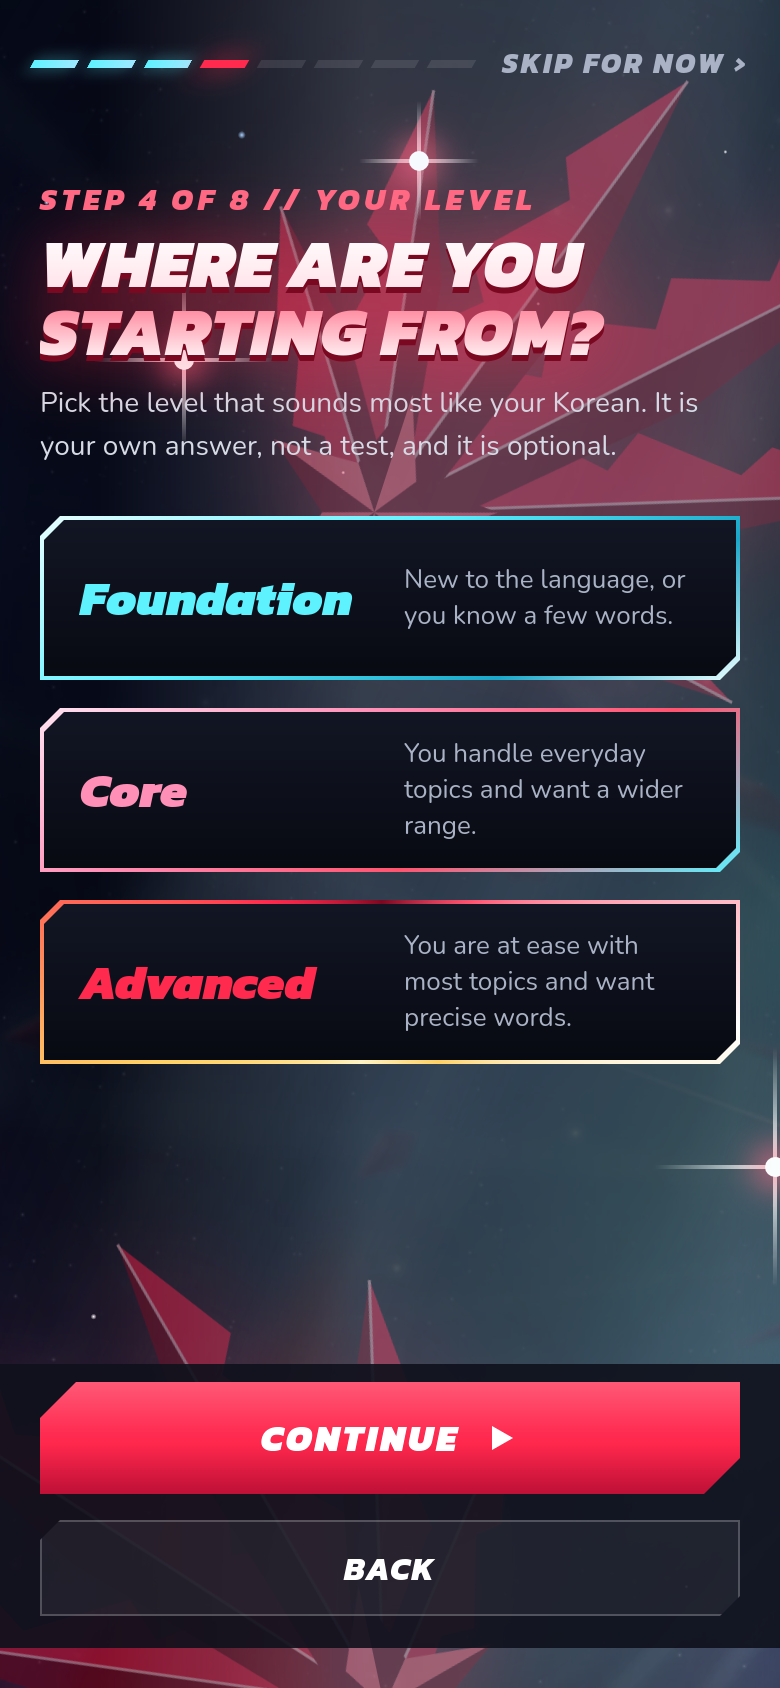 SKIP FOR NOW >
STEP 4 OF 8 // YOUR LEVEL
WHERE ARE YOU
STARTING FROM?
Pick the level that sounds most like your Korean. It is
your own answer, not a test, and it is optional.
Foundation
New to the language, or
you know a few words.
Core
You handle everyday
topics and want a wider
range.
Advanced
You are at ease with
most topics and want
precise words.
CONTINUE
BACK